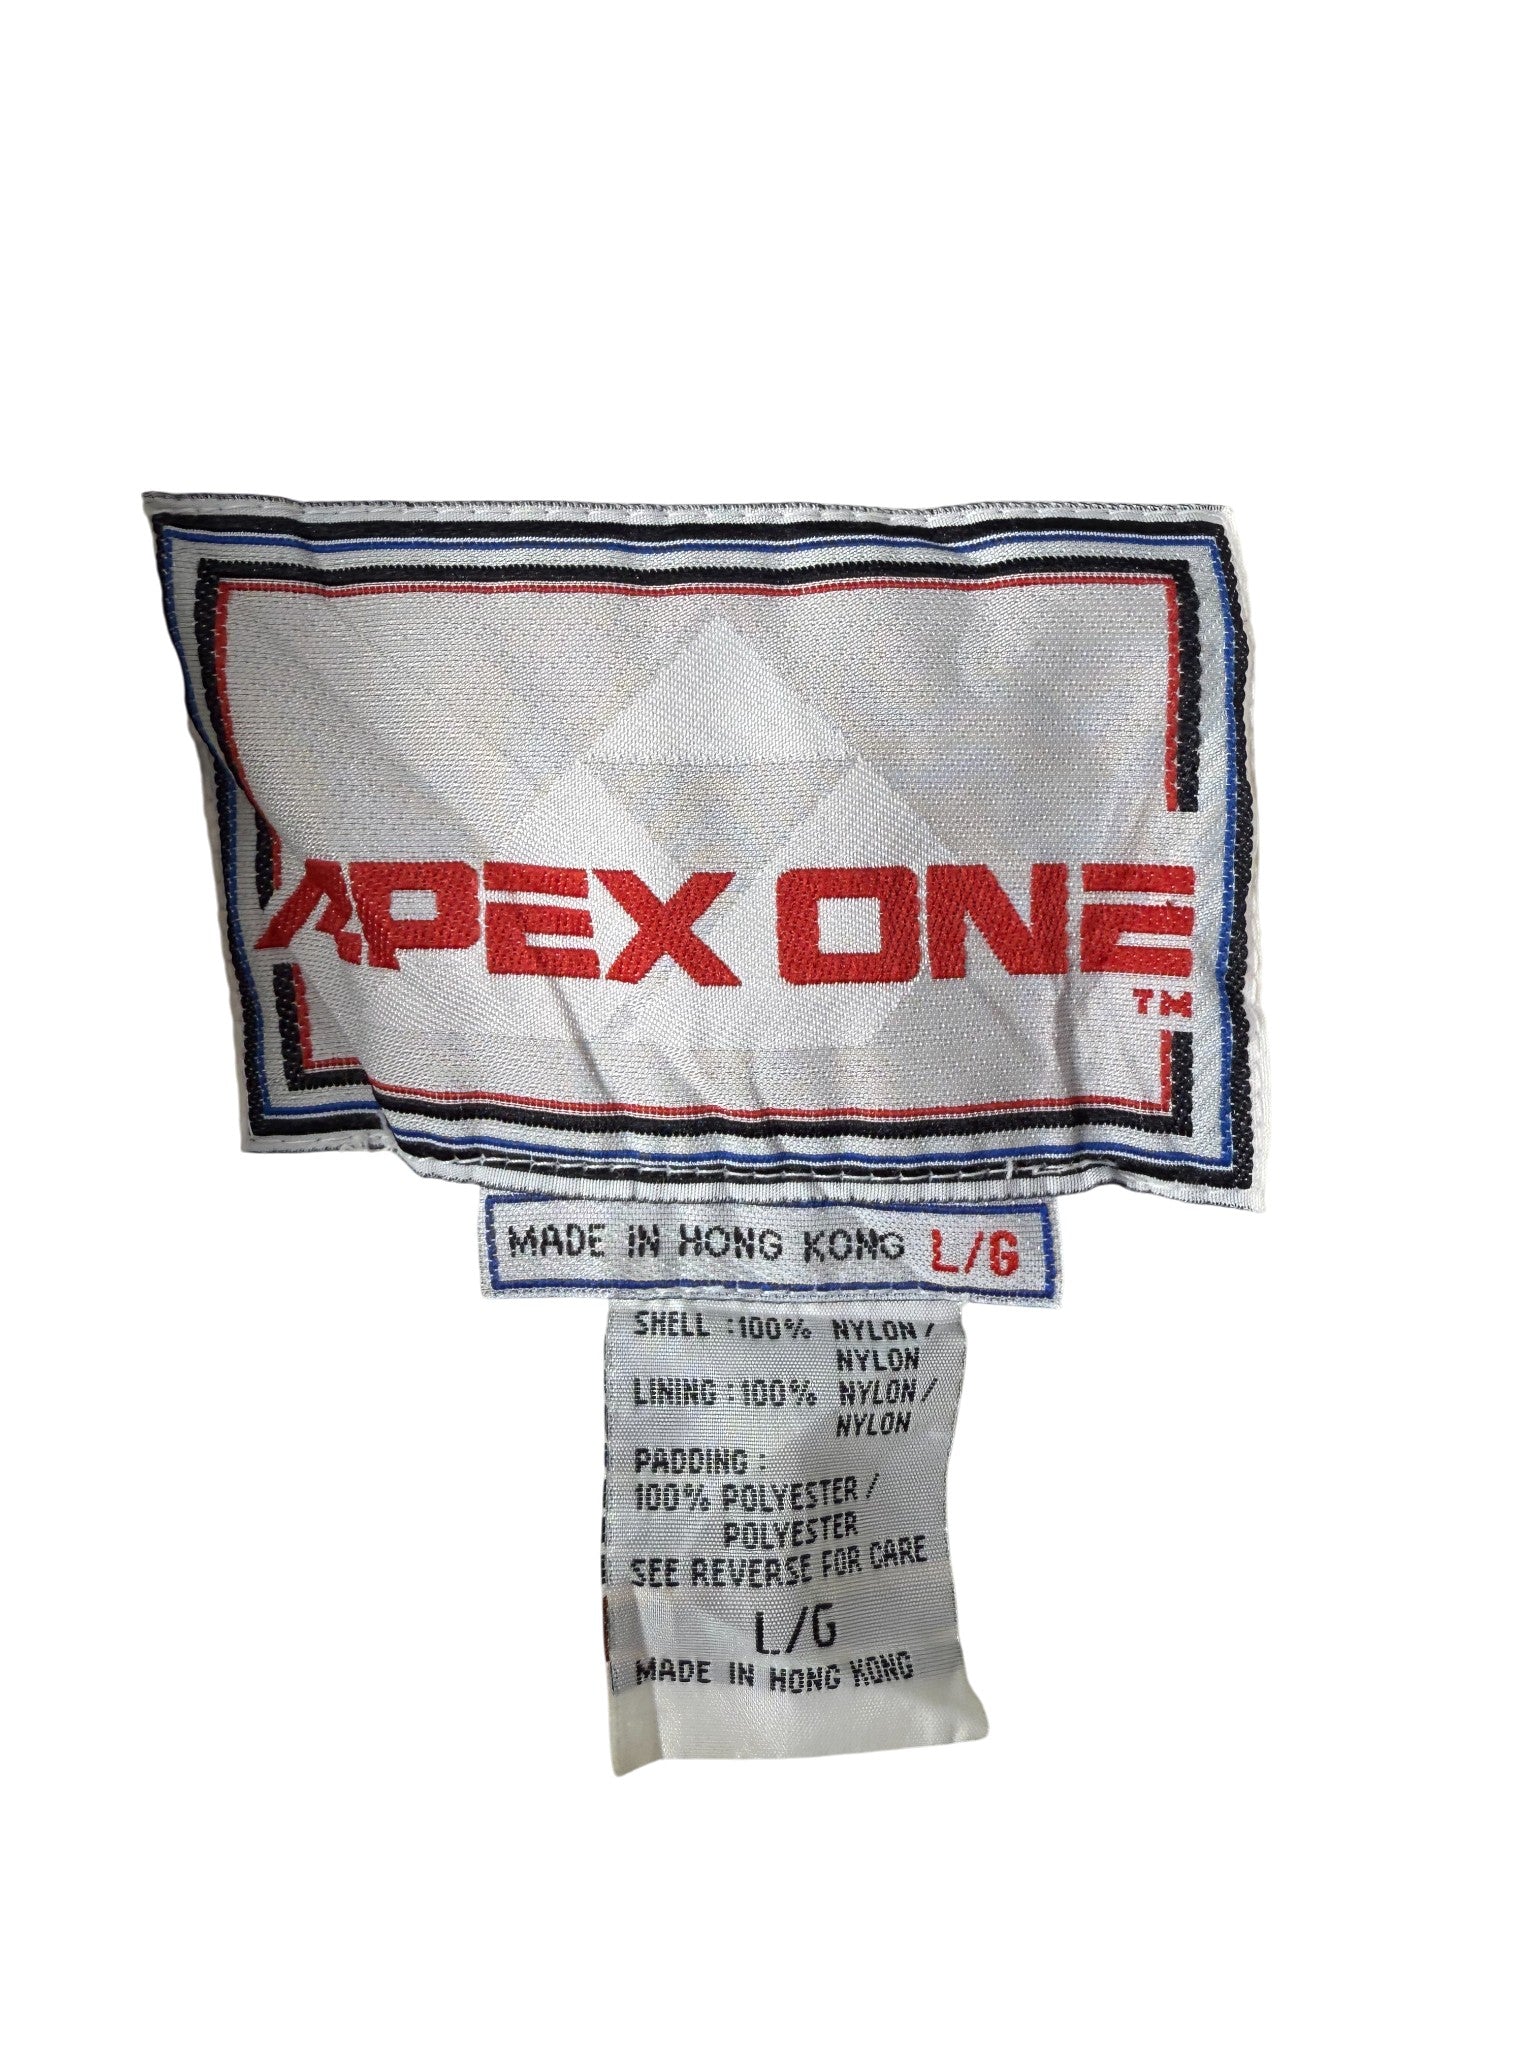 APEX ONE
TM
MADE IN HONG KONG L/G
SHELL :100% NYLON /
NYLON
LINING :100% NYLON /
NYLON
PADDING :
100% POLYESTER /
POLYESTER
SEE REVERSE FOR CARE
L/G
MADE IN HONG KONG